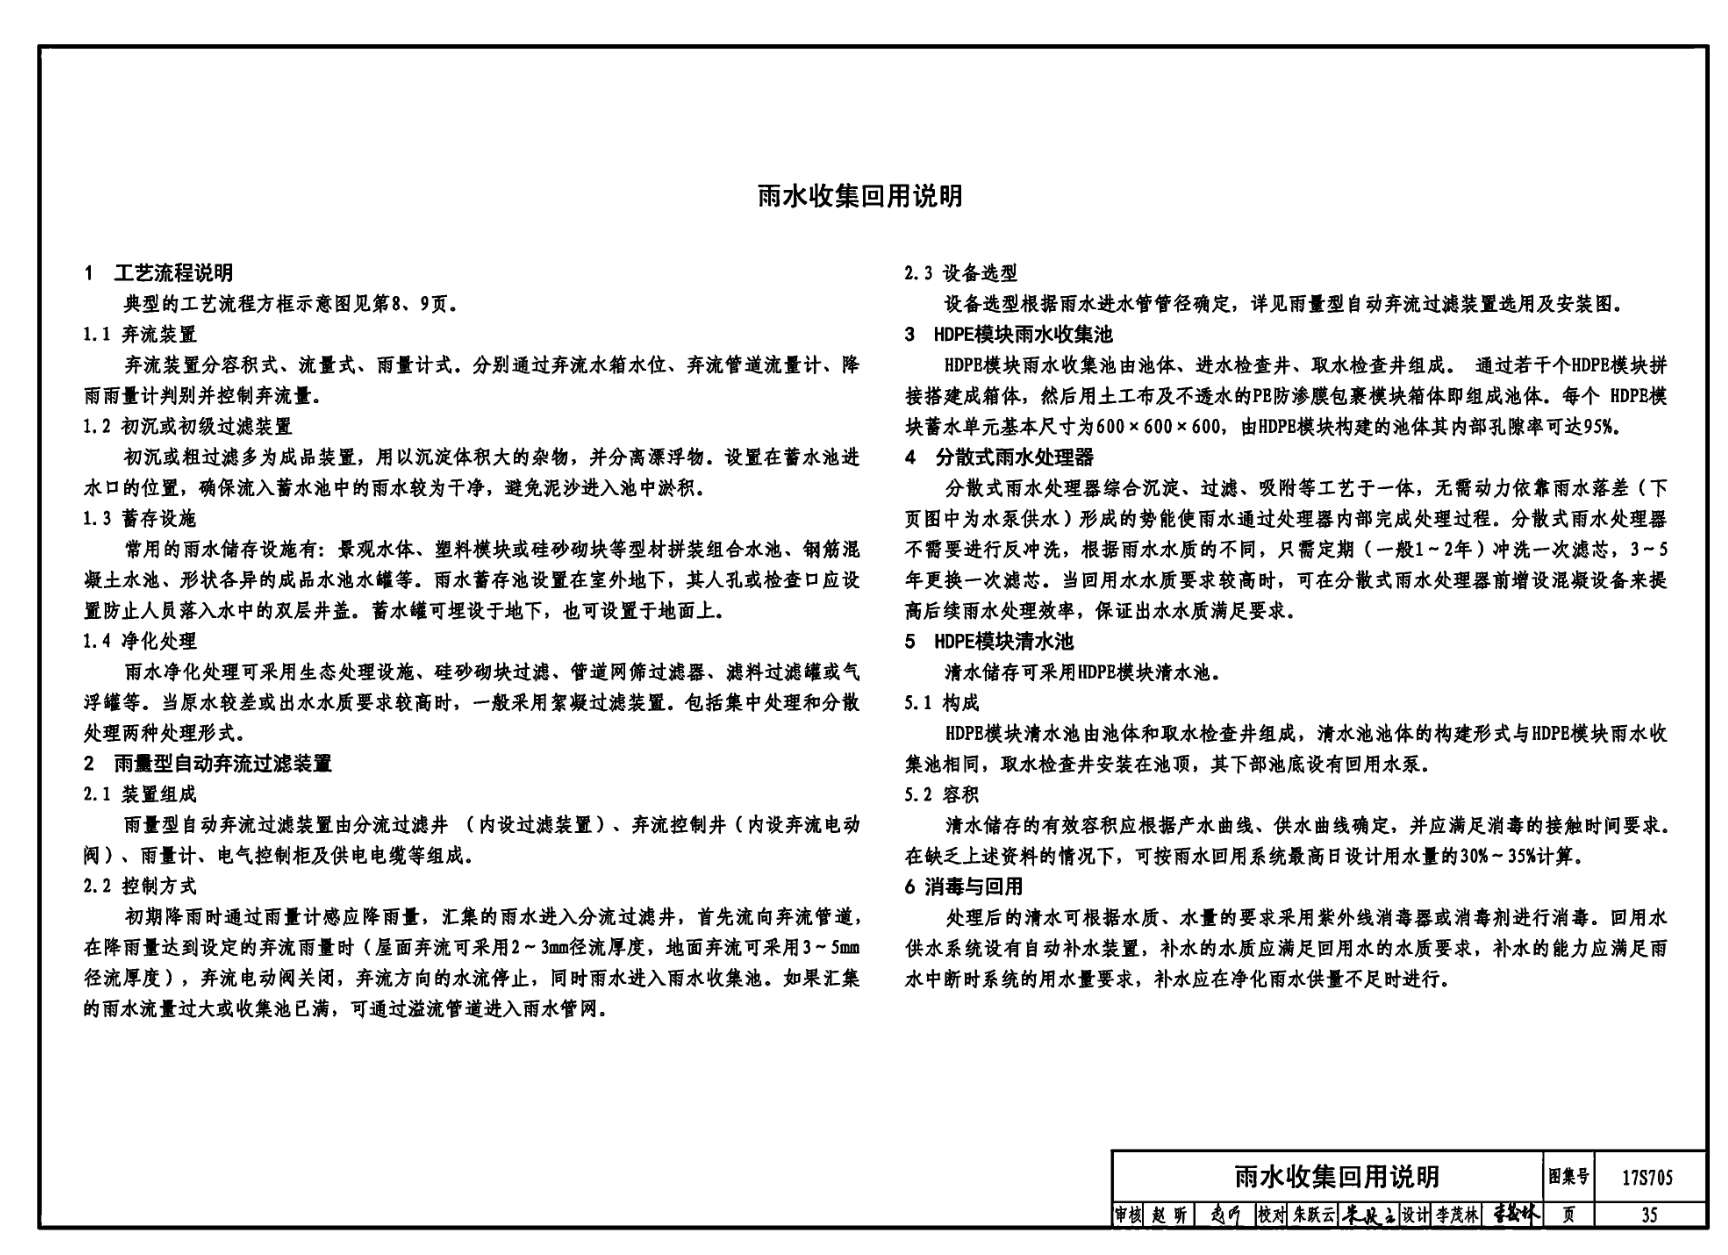 雨水收集回用说明
1 工艺流程说明
典型的工艺流程方框示意图见第8、9页。
1.1 弃流装置
弃流装置分容积式、流量式、雨量计式。分别通过弃流水箱水位、弃流管道流量计、降
雨雨量计判别并控制弃流量。
1.2 初沉或初级过滤装置
初沉或粗过滤多为成品装置，用以沉淀体积大的杂物，并分离漂浮物。设置在蓄水池进
水口的位置，确保流入蓄水池中的雨水较为干净，避免泥沙进入池中淤积。
1.3 蓄存设施
常用的雨水储存设施有：景观水体、塑料模块或硅砂砌块等型材拼装组合水池、钢筋混
凝土水池、形状各异的成品水池水罐等。雨水蓄存池设置在室外地下，其人孔或检查口应设
置防止人员落入水中的双层井盖。蓄水罐可埋设于地下，也可设置于地面上。
1.4 净化处理
雨水净化处理可采用生态处理设施、硅砂砌块过滤、管道网筛过滤器、滤料过滤罐或气
浮罐等。当原水较差或出水水质要求较高时，一般采用絮凝过滤装置。包括集中处理和分散
处理两种处理形式。
2 雨量型自动弃流过滤装置
2.1 装置组成
雨量型自动弃流过滤装置由分流过滤井 （内设过滤装置）、弃流控制井（内设弃流电动
阀）、雨量计、电气控制柜及供电电缆等组成。
2.2 控制方式
初期降雨时通过雨量计感应降雨量，汇集的雨水进入分流过滤井，首先流向弃流管道，
在降雨量达到设定的弃流雨量时（屋面弃流可采用2～3mm径流厚度，地面弃流可采用3～5mm
径流厚度），弃流电动阀关闭，弃流方向的水流停止，同时雨水进入雨水收集池。如果汇集
的雨水流量过大或收集池已满，可通过溢流管道进入雨水管网。
2.3 设备选型
设备选型根据雨水进水管管径确定，详见雨量型自动弃流过滤装置选用及安装图。
3 HDPE模块雨水收集池
HDPE模块雨水收集池由池体、进水检查井、取水检查井组成。 通过若干个HDPE模块拼
接搭建成箱体，然后用土工布及不透水的PE防渗膜包裹模块箱体即组成池体。每个 HDPE模
块蓄水单元基本尺寸为600×600×600，由HDPE模块构建的池体其内部孔隙率可达95%。
4 分散式雨水处理器
分散式雨水处理器综合沉淀、过滤、吸附等工艺于一体，无需动力依靠雨水落差（下
页图中为水泵供水）形成的势能使雨水通过处理器内部完成处理过程。分散式雨水处理器
不需要进行反冲洗，根据雨水水质的不同，只需定期（一般1～2年）冲洗一次滤芯，3～5
年更换一次滤芯。当回用水水质要求较高时，可在分散式雨水处理器前增设混凝设备来提
高后续雨水处理效率，保证出水水质满足要求。
5 HDPE模块清水池
清水储存可采用HDPE模块清水池。
5.1 构成
HDPE模块清水池由池体和取水检查井组成，清水池池体的构建形式与HDPE模块雨水收
集池相同，取水检查井安装在池顶，其下部池底设有回用水泵。
5.2 容积
清水储存的有效容积应根据产水曲线、供水曲线确定，并应满足消毒的接触时间要求。
在缺乏上述资料的情况下，可按雨水回用系统最高日设计用水量的30%～35%计算。
6 消毒与回用
处理后的清水可根据水质、水量的要求采用紫外线消毒器或消毒剂进行消毒。回用水
供水系统设有自动补水装置，补水的水质应满足回用水的水质要求，补水的能力应满足雨
水中断时系统的用水量要求，补水应在净化雨水供量不足时进行。
雨水收集回用说明 图集号 17S705
审核 赵 昕 赵昕 校对 朱跃云 朱跃云 设计 李茂林 李茂林 页 35